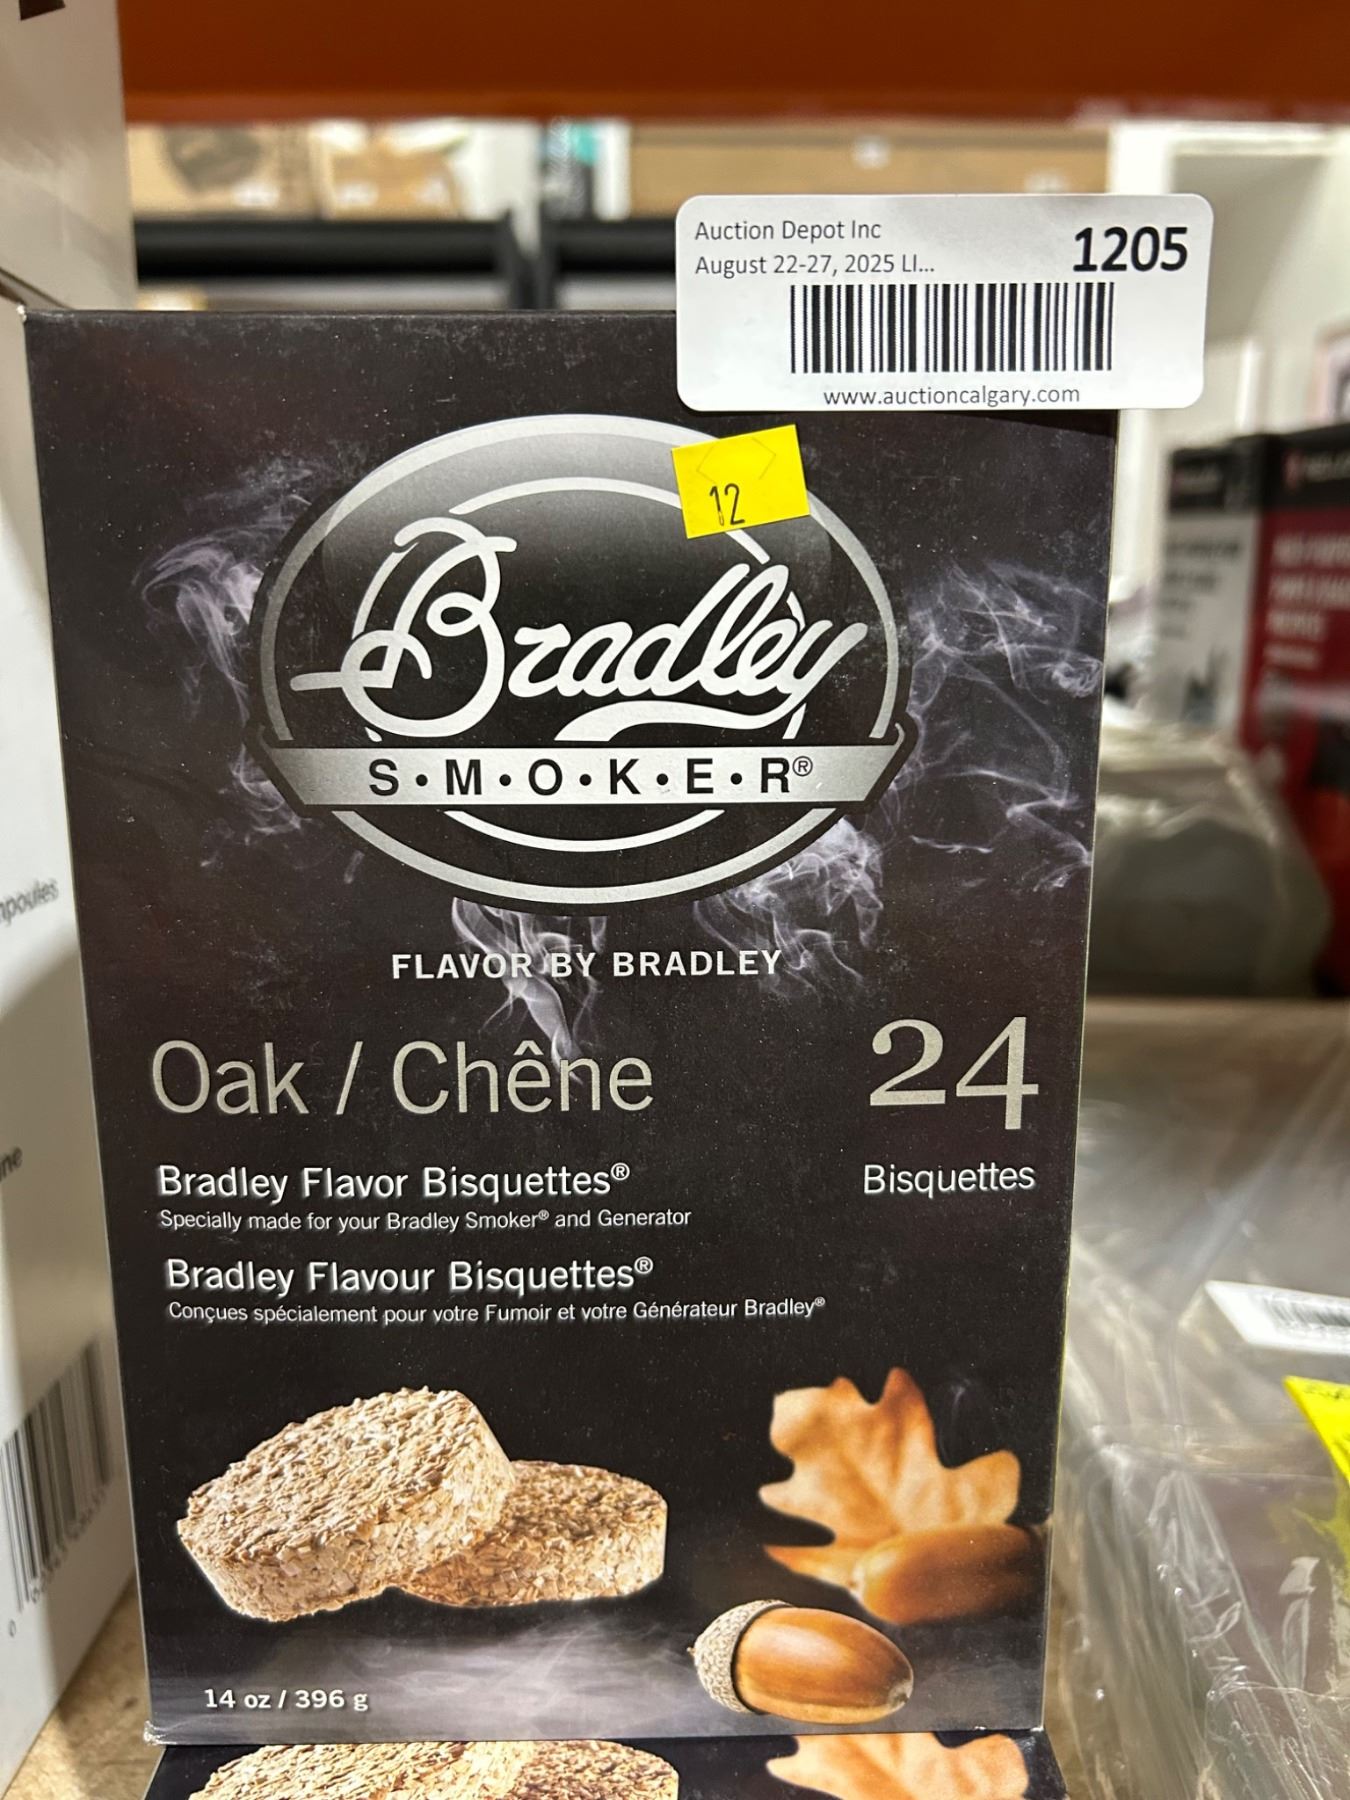 Auction Depot Inc
1205
August 22-27, 2025 LI...
www.auctioncalgary.com
12
Bradley
S•M•O•K•E•R®
FLAVOR BY BRADLEY
Oak / Chêne
24
Bisquettes
Bradley Flavor Bisquettes®
Specially made for your Bradley Smoker® and Generator
Bradley Flavour Bisquettes®
Conçues spécialement pour votre Fumoir et votre Générateur Bradley®
14 oz / 396 g